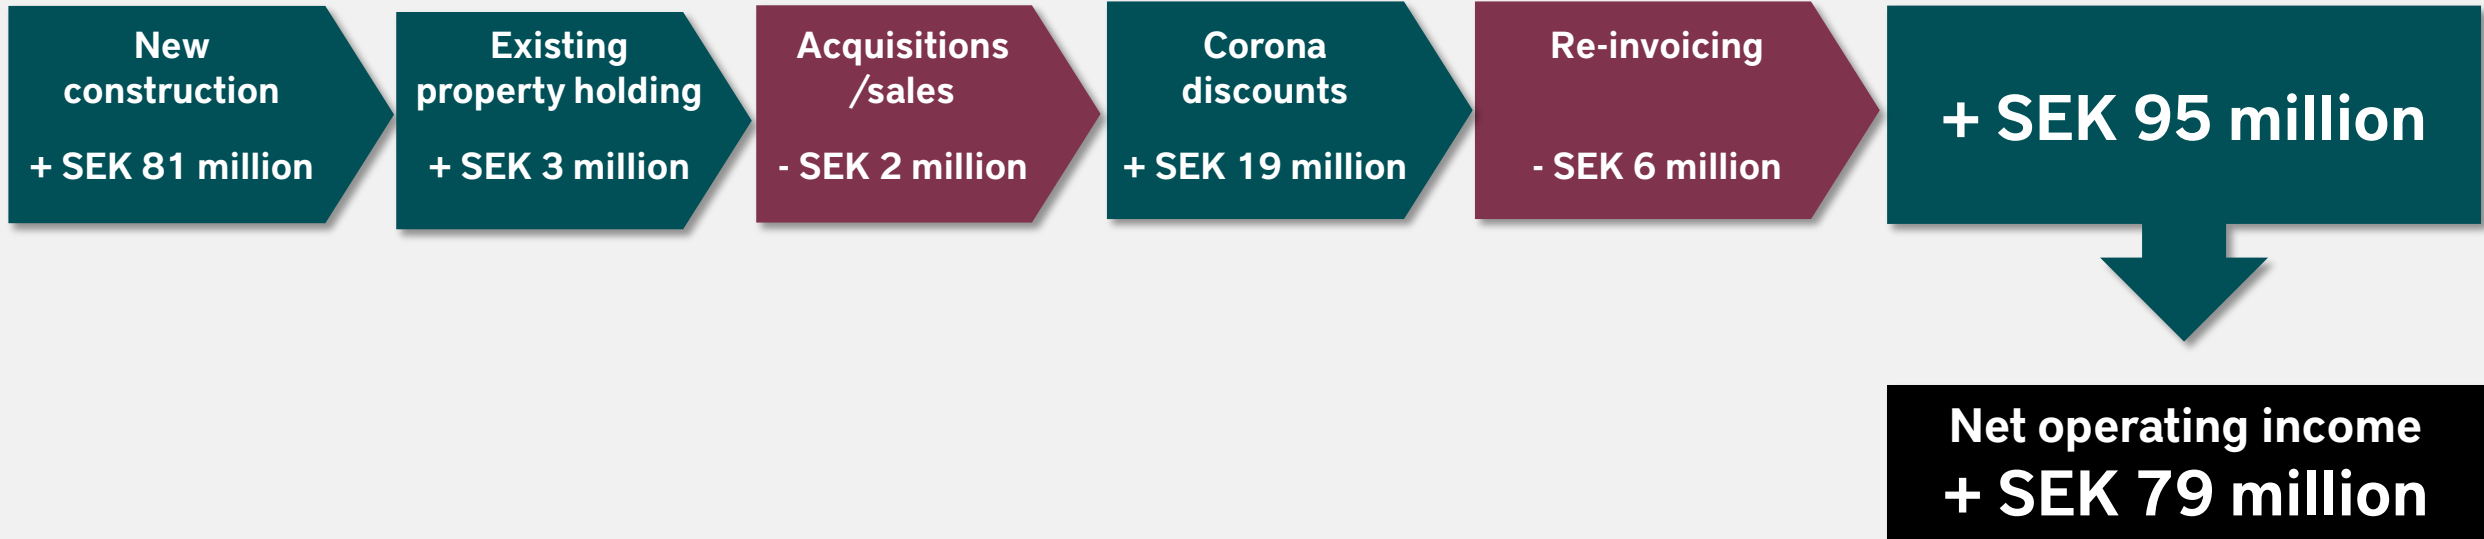 New
construction
+ SEK 81 million
Existing
property holding
+ SEK 3 million
Acquisitions
/sales
- SEK 2 million
Corona
discounts
+ SEK 19 million
Re-invoicing
- SEK 6 million
+ SEK 95 million
Net operating income
+ SEK 79 million